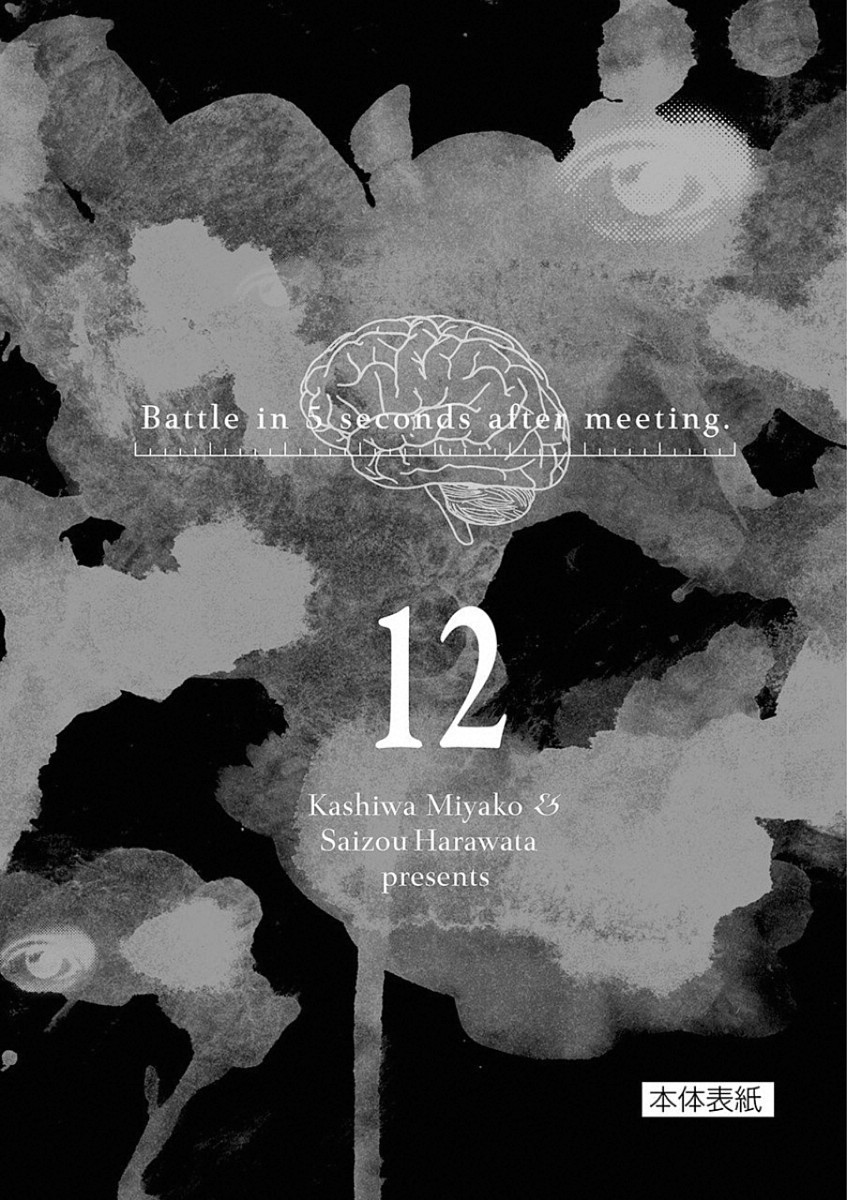 Battle in 5 seconds after meeting.
12
Kashiwa Miyako &
Saizou Harawata
presents
本体表紙